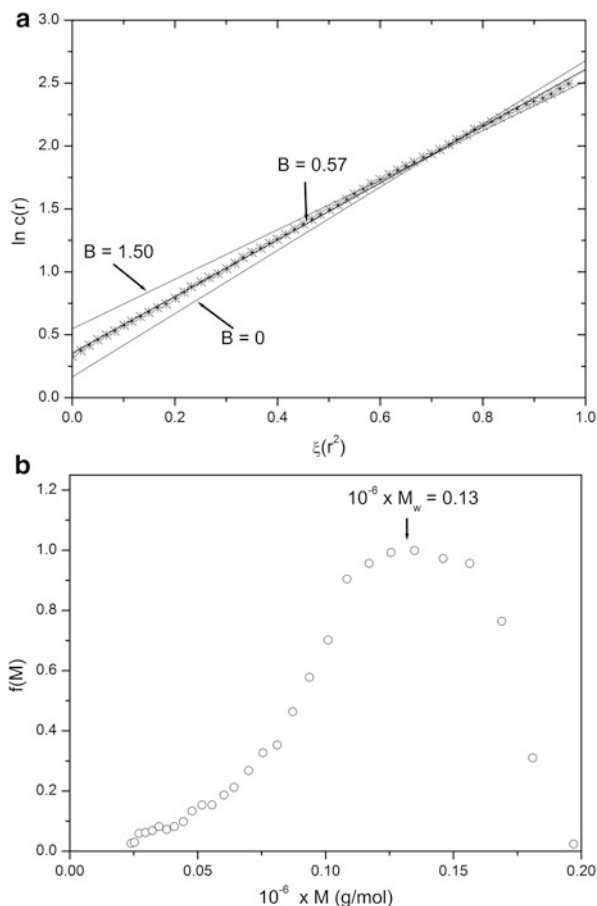 a
3.0
2.5
2.0
1.5
1.0
0.5
0.0
ln c(r)
B = 0.57
B = 1.50
B = 0
0.0 0.2 0.4 0.6 0.8 1.0
ξ(r²)
b
1.2
1.0
0.8
0.6
0.4
0.2
0.0
f(M)
10⁻⁶ x M_w = 0.13
0.00 0.05 0.10 0.15 0.20
10⁻⁶ x M (g/mol)